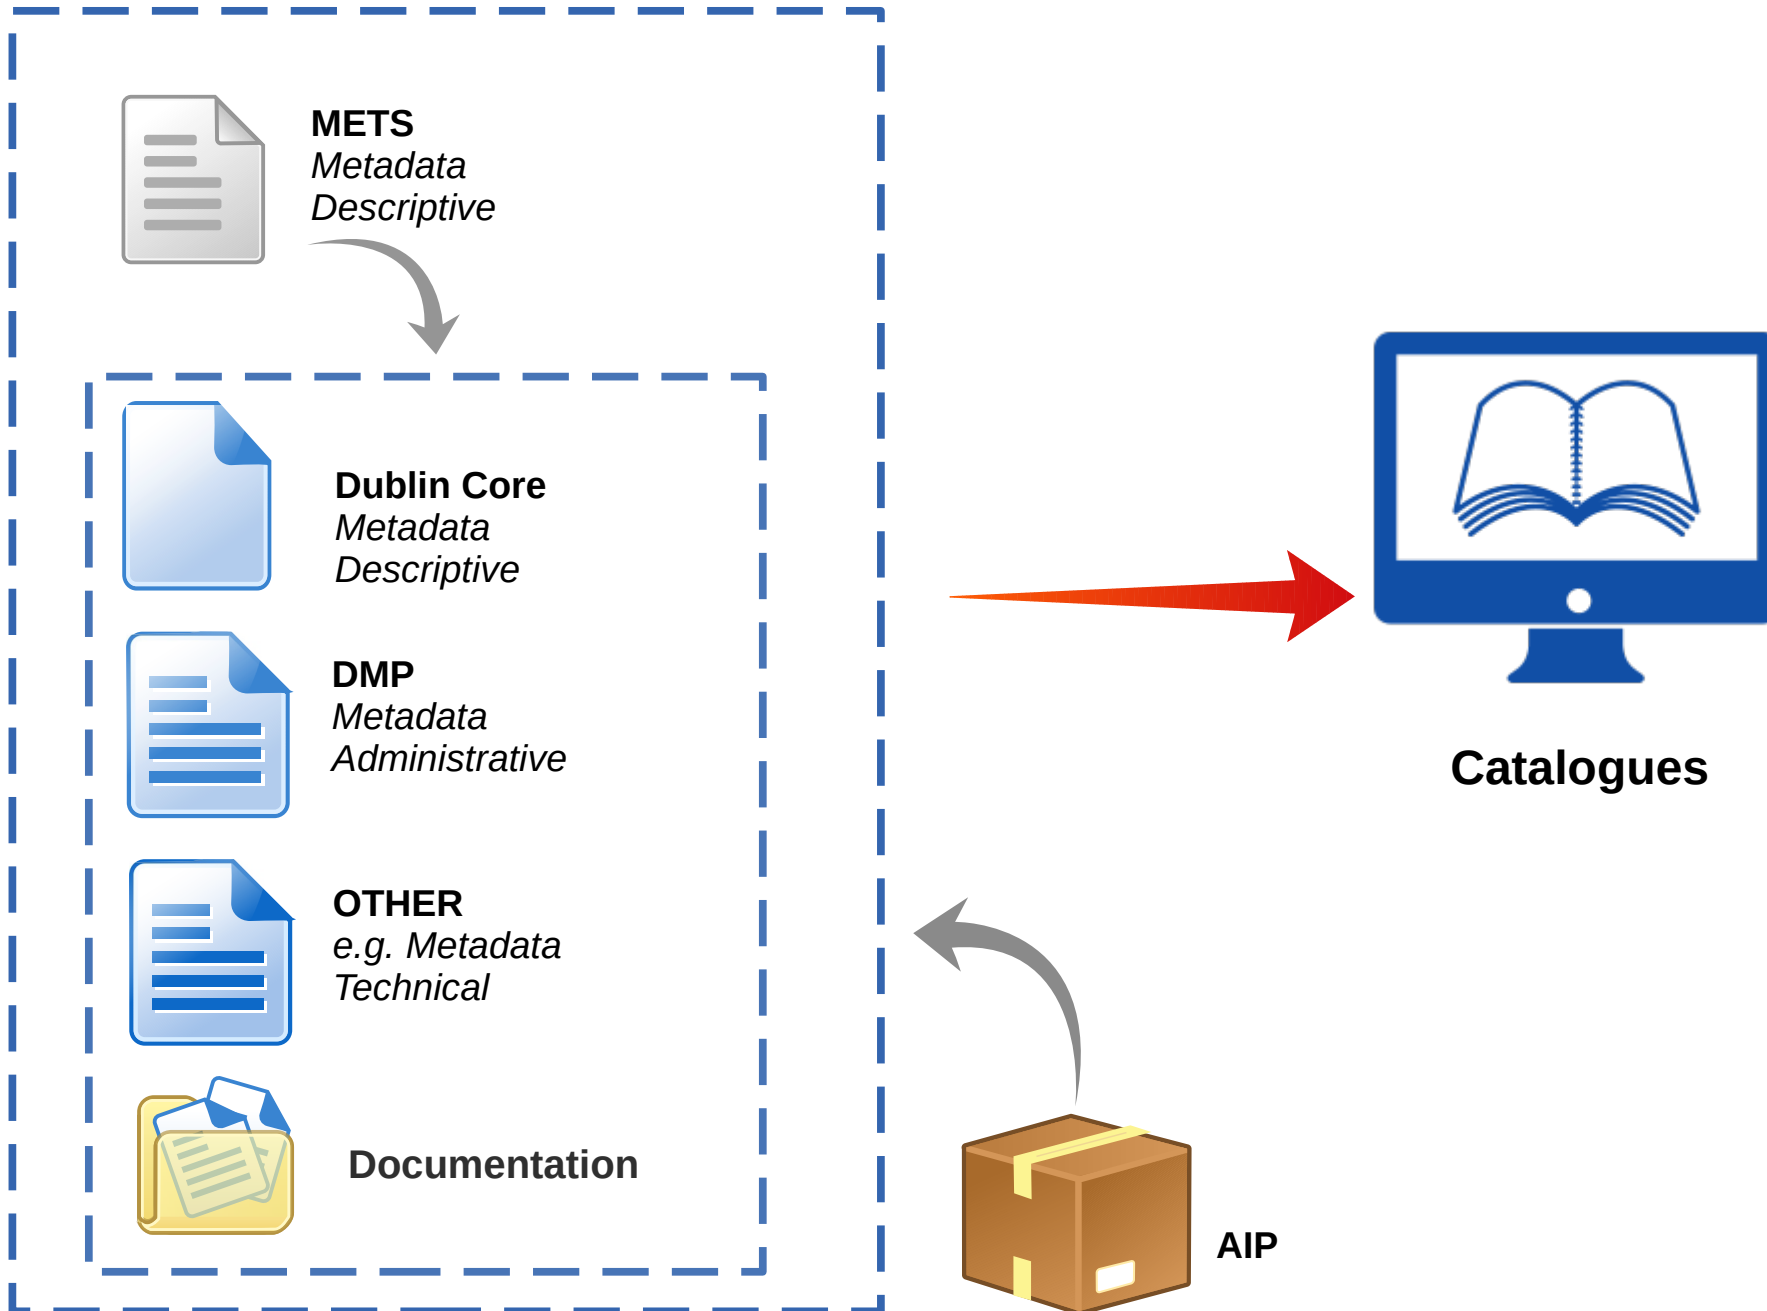 METS
Metadata
Descriptive
Dublin Core
Metadata
Descriptive
DMP
Metadata
Administrative
OTHER
e.g. Metadata
Technical
Documentation
Catalogues
AIP